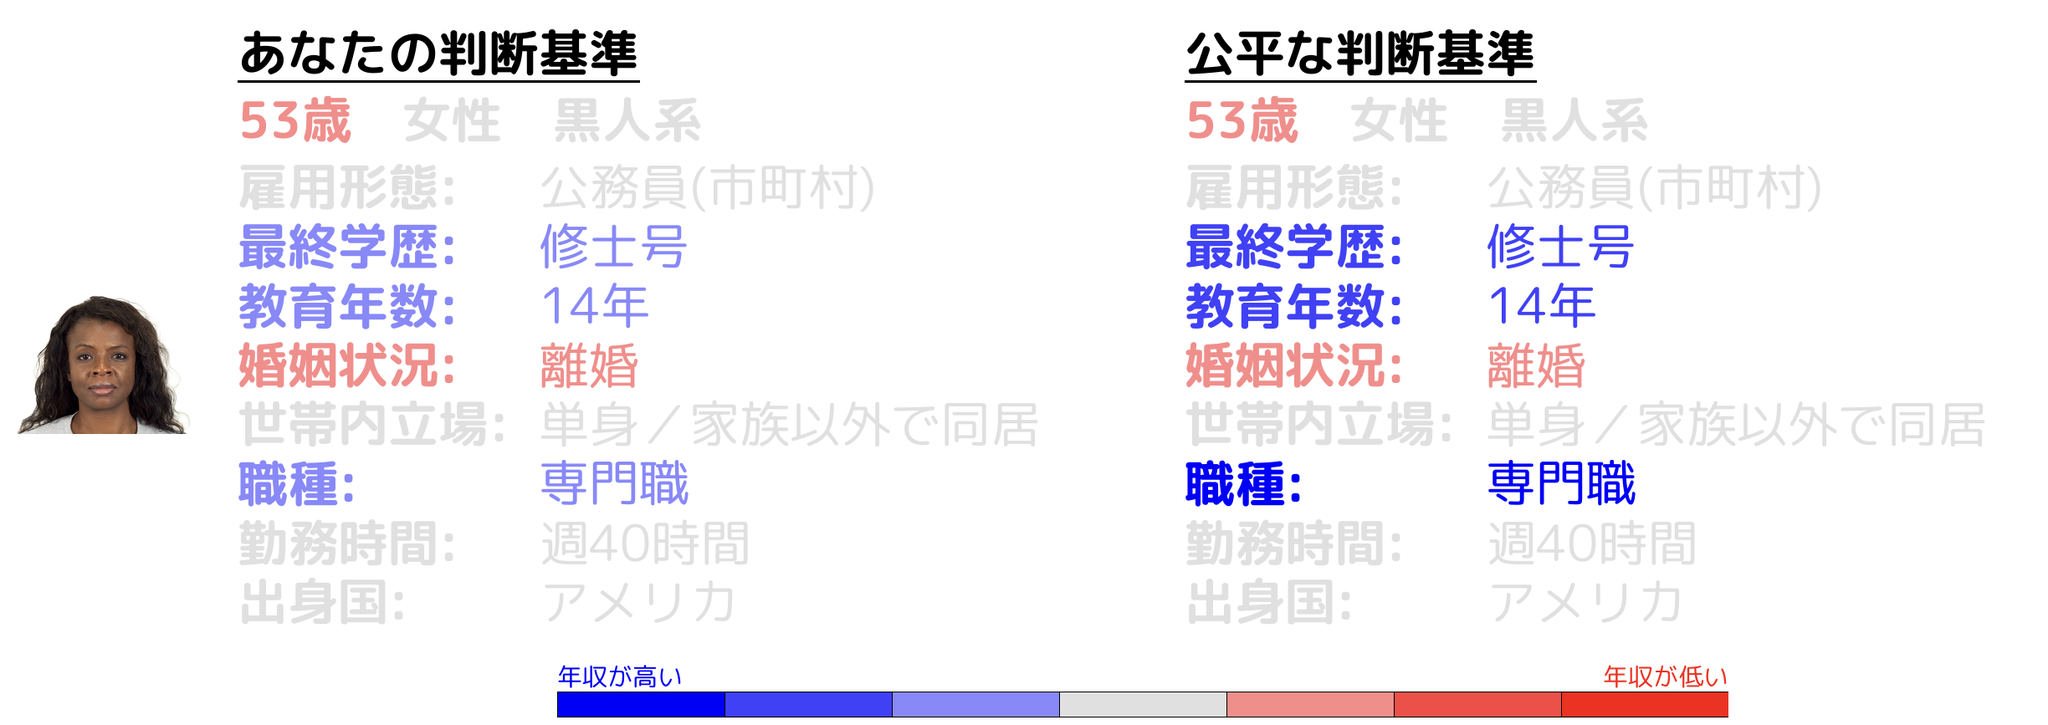 あなたの判断基準
53歳 女性 黒人系
雇用形態: 公務員(市町村)
最終学歴: 修士号
教育年数: 14年
婚姻状況: 離婚
世帯内立場: 単身／家族以外で同居
職種: 専門職
勤務時間: 週40時間
出身国: アメリカ
公平な判断基準
53歳 女性 黒人系
雇用形態: 公務員(市町村)
最終学歴: 修士号
教育年数: 14年
婚姻状況: 離婚
世帯内立場: 単身／家族以外で同居
職種: 専門職
勤務時間: 週40時間
出身国: アメリカ
年収が高い
年収が低い